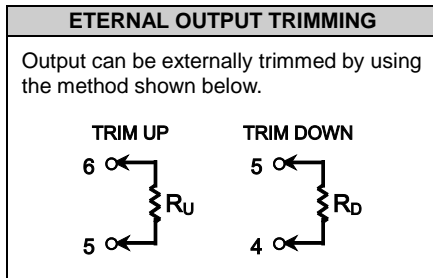 ETERNAL OUTPUT TRIMMING
Output can be externally trimmed by using
the method shown below.
TRIM UP TRIM DOWN
6 5
RU RD
5 4